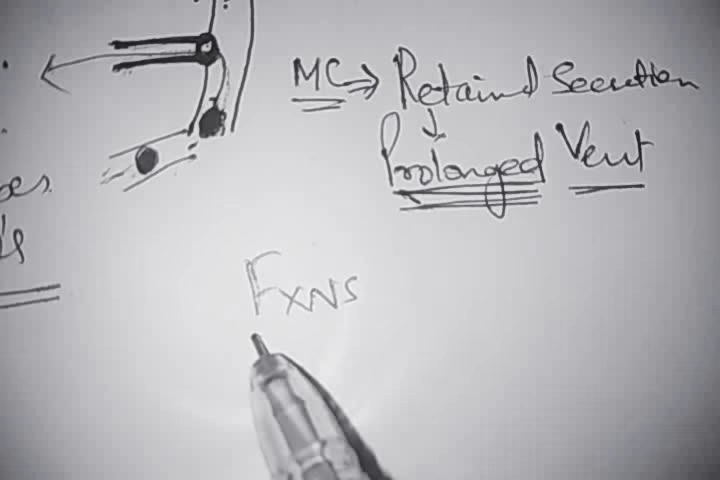 MC ⇒ Retained Secretion
↓
Prolonged Vent
FxNS